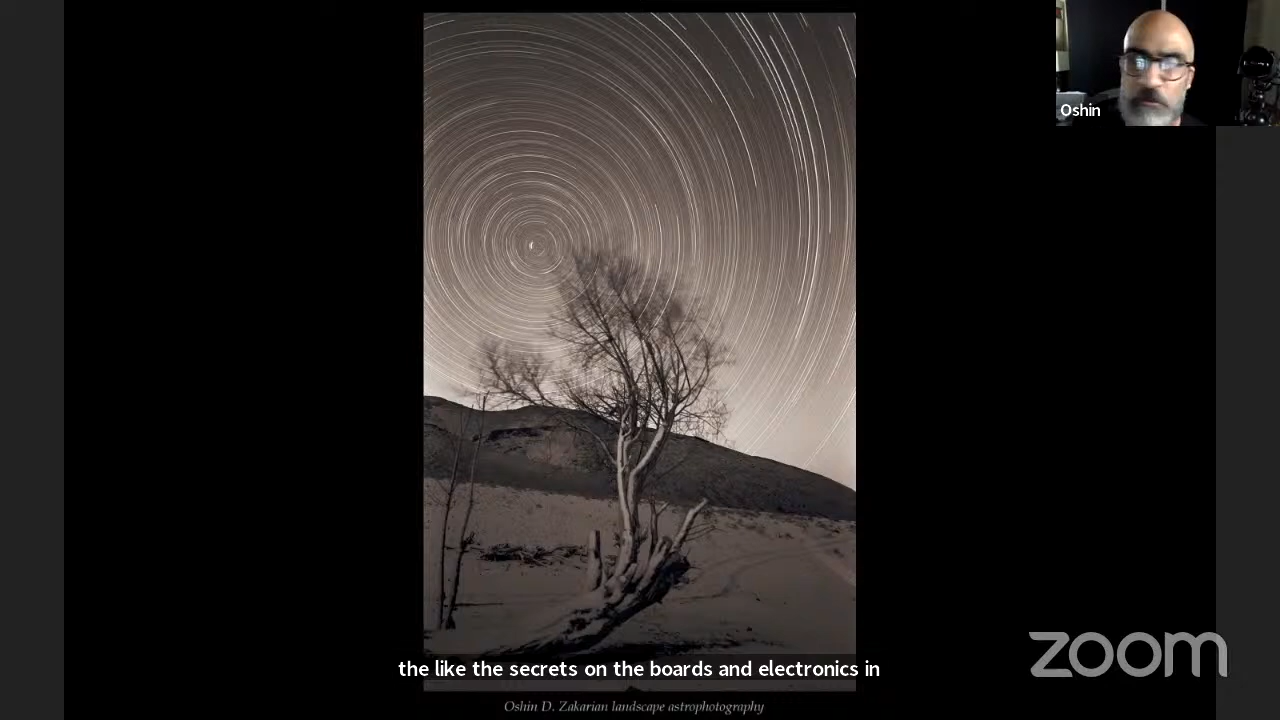 Oshin
the like the secrets on the boards and electronics in
zoom
Oshin D. Zakarian landscape astrophotography